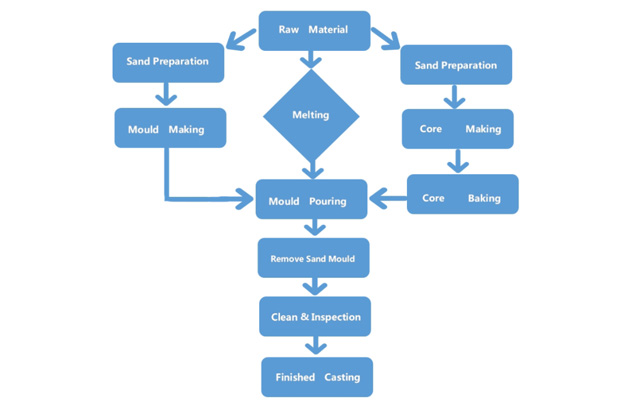 Raw Material
Sand Preparation
Sand Preparation
Melting
Mould Making
Core Making
Mould Pouring
Core Baking
Remove Sand Mould
Clean & Inspection
Finished Casting